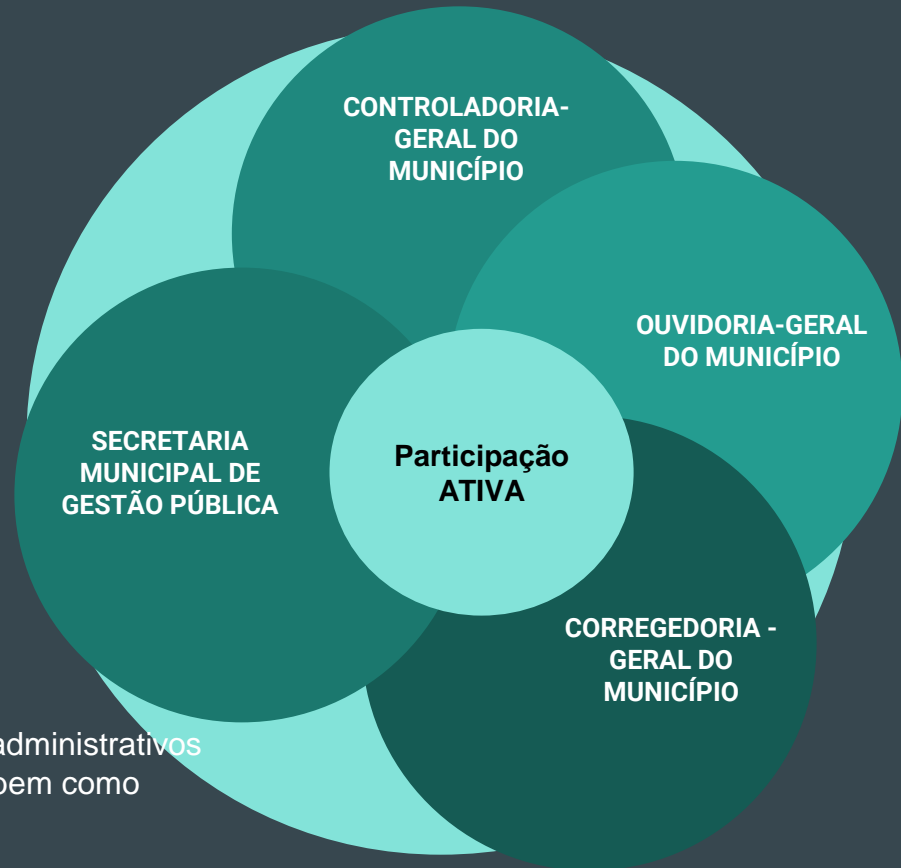 CONTROLADORIA-
GERAL DO
MUNICÍPIO
OUVIDORIA-GERAL
DO MUNICÍPIO
SECRETARIA
MUNICIPAL DE
GESTÃO PÚBLICA
Participação
ATIVA
CORREGEDORIA -
GERAL DO
MUNICÍPIO
administrativos
bem como